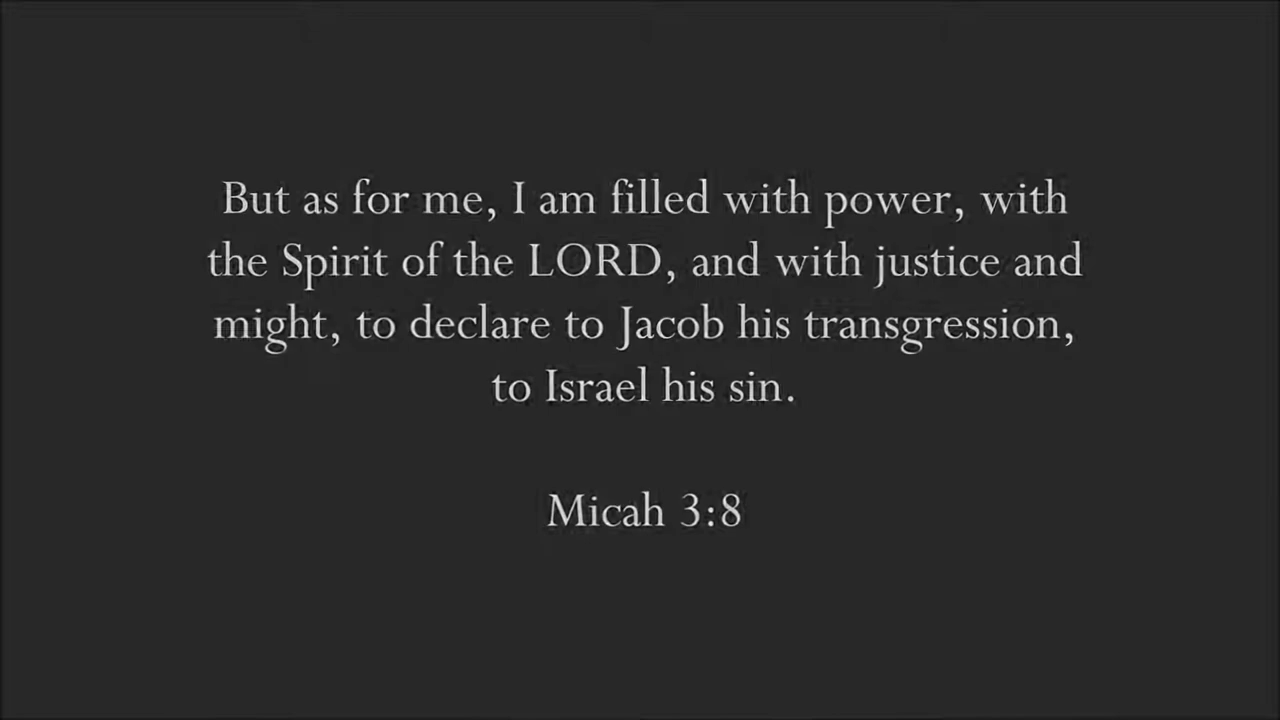 But as for me, I am filled with power, with
the Spirit of the LORD, and with justice and
might, to declare to Jacob his transgression,
to Israel his sin.
Micah 3:8